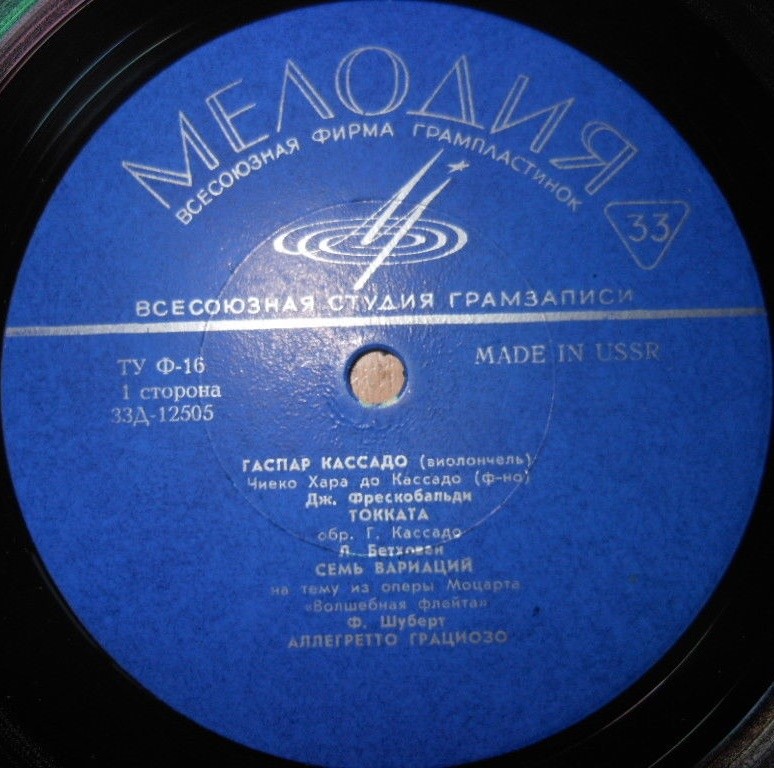 МЕЛОДИЯ
ВСЕСОЮЗНАЯ ФИРМА ГРАМПЛАСТИНОК
33
ВСЕСОЮЗНАЯ СТУДИЯ ГРАМЗАПИСИ
ТУ Ф-16
MADE IN USSR
1 сторона
33Д-12505
ГАСПАР КАССАДО (виолончель)
Чиеко Хара до Кассадо (ф-но)
Дж. Фрескобальди
ТОККАТА
обр. Г. Кассадо
Л. Бетховен
СЕМЬ ВАРИАЦИЙ
на тему из оперы Моцарта
«Волшебная флейта»
Ф. Шуберт
АЛЛЕГРЕТТО ГРАЦИОЗО